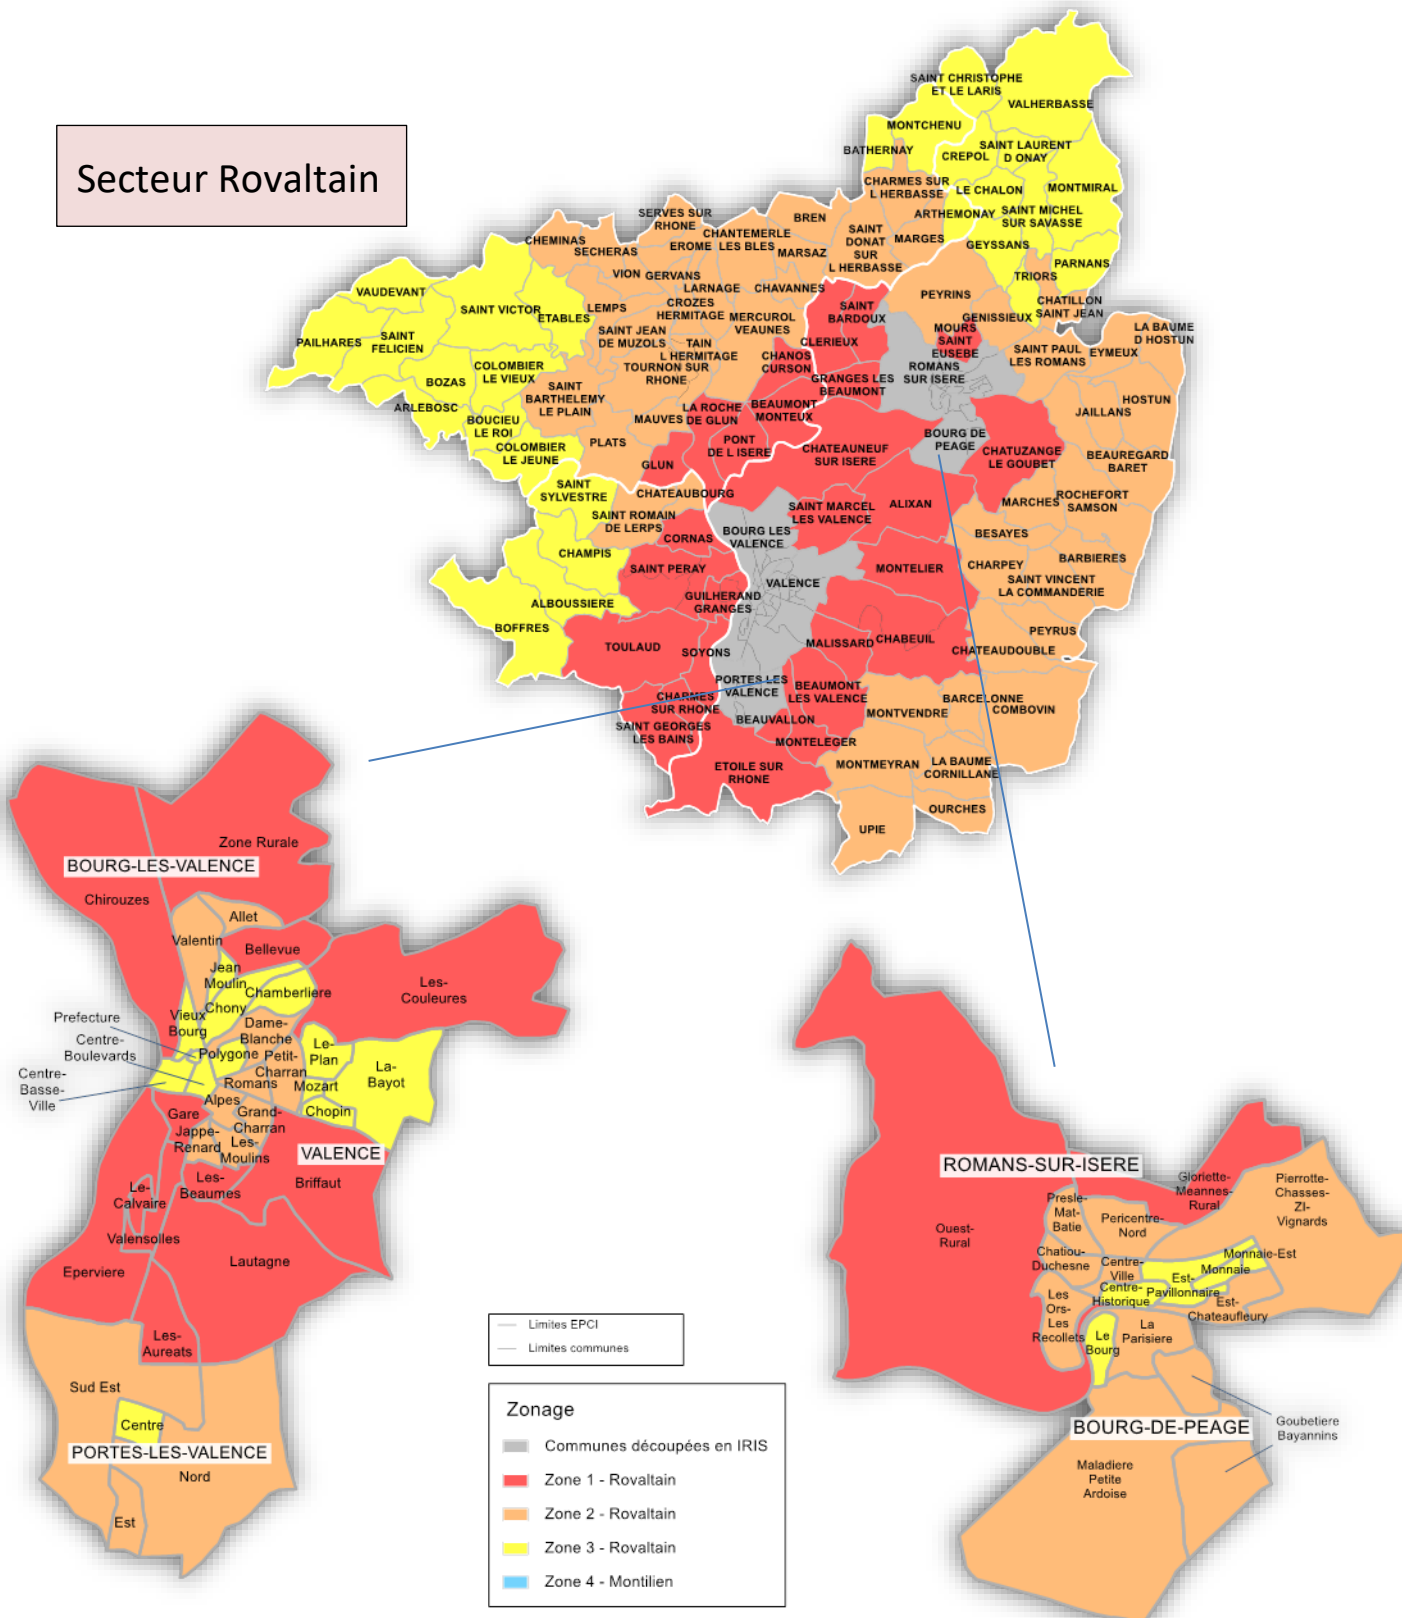 Secteur Rovaltain
SAINT CHRISTOPHE
ET LE LARIS
VALHERBASSE
MONTCHENU
BATHERNAY
CREPOL
SAINT LAURENT
D ONAY
CHARMES SUR
L HERBASSE
LE CHALON
MONTMIRAL
ARTHEMONAY
SAINT MICHEL
SUR SAVASSE
SERVES SUR
RHONE
BREN
CHANTEMERLE
LES BLES
SAINT
DONAT
SUR
L HERBASSE
MARGES
GEYSSANS
PARNANS
CHEMINAS
SECHERAS
EROME
MARSAZ
TRIORS
VION
GERVANS
LARNAGE
CHAVANNES
PEYRINS
CHATILLON
SAINT JEAN
VAUDEVANT
SAINT VICTOR
ETABLES
LEMPS
CROZES
HERMITAGE
MERCUROL
VEAUNES
SAINT
BARDOUX
GENISSIEUX
LA BAUME
D HOSTUN
PAILHARES
SAINT
FELICIEN
SAINT JEAN
DE MUZOLS
TAIN
L HERMITAGE
CLERIEUX
MOURS
SAINT
EUSEBE
SAINT PAUL
LES ROMANS
EYMEUX
COLOMBIER
LE VIEUX
TOURNON SUR
RHONE
CHANOS
CURSON
ROMANS
SUR ISERE
BOZAS
SAINT
BARTHELEMY
LE PLAIN
GRANGES LES
BEAUMONT
HOSTUN
ARLEBOSC
BOUCIEU
LE ROI
MAUVES
LA ROCHE
DE GLUN
BEAUMONT
MONTEUX
JAILLANS
COLOMBIER
LE JEUNE
PLATS
PONT
DE L ISERE
CHATEAUNEUF
SUR ISERE
BOURG DE
PEAGE
CHATUZANGE
LE GOUBET
BEAUREGARD
BARET
GLUN
SAINT
SYLVESTRE
CHATEAUBOURG
SAINT MARCEL
LES VALENCE
ALIXAN
MARCHES
ROCHEFORT
SAMSON
SAINT ROMAIN
DE LERPS
CORNAS
BOURG LES
VALENCE
BESAYES
CHAMPIS
SAINT PERAY
VALENCE
MONTELIER
CHARPEY
BARBIERES
SAINT VINCENT
LA COMMANDERIE
ALBOUSSIERE
GUILHERAND
GRANGES
BOFFRES
TOULAUD
SOYONS
MALISSARD
CHABEUIL
PEYRUS
CHATEAUDOUBLE
PORTES LES
VALENCE
BEAUMONT
LES VALENCE
CHARMES
SUR RHONE
BARCELONNE
COMBOVIN
SAINT GEORGES
LES BAINS
BEAUVALLON
MONTVENDRE
MONTELEGER
ETOILE SUR
RHONE
MONTMEYRAN
LA BAUME
CORNILLANE
OURCHES
UPIE
Zone Rurale
BOURG-LES-VALENCE
Chirouzes
Allet
Valentin
Bellevue
Jean
Moulin
Chony
Chamberliere
Les-
Couleures
Vieux
Bourg
Prefecture
Centre-
Boulevards
Centre-
Basse-
Ville
Dame-
Blanche
Polygone
Petit-
Charran
Le-
Plan
La-
Bayot
Romans
Mozart
Alpes
Chopin
Gare
Grand-
Charran
Jappe-
Renard
Les-
Moulins
VALENCE
Les-
Beaumes
Briffaut
Le-
Calvaire
Valensolles
Eperviere
Lautagne
Les-
Aureats
Sud Est
Centre
PORTES-LES-VALENCE
Nord
Est
ROMANS-SUR-ISERE
Gloriette-
Meannes-
Rural
Pierrotte-
Chasses-
ZI-
Vignards
Presle-
Mat-
Batie
Pericentre-
Nord
Ouest-
Rural
Chatiou-
Duchesne
Centre-
Ville
Monnaie-Est
Monnaie
Est-
Pavillonnaire
Centre-
Historique
Les
Ors-
Les
Recollets
Est-
Chateaufleury
Le
Bourg
La
Parisiere
BOURG-DE-PEAGE
Goubetiere
Bayannins
Maladiere
Petite
Ardoise
Limites EPCI
Limites communes
Zonage
Communes découpées en IRIS
Zone 1 - Rovaltain
Zone 2 - Rovaltain
Zone 3 - Rovaltain
Zone 4 - Montilien